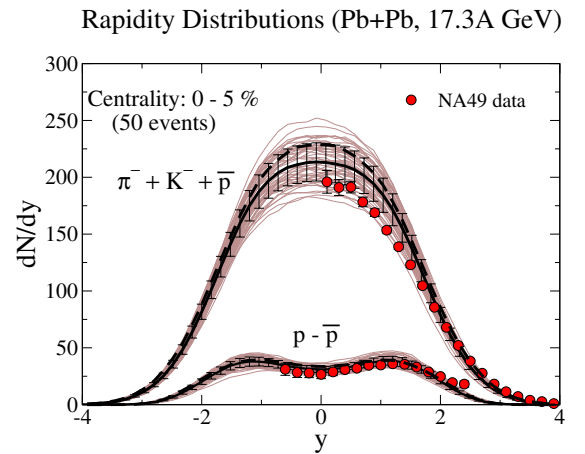 Rapidity Distributions (Pb+Pb, 17.3A GeV)
300
250
200
150
100
50
0
dN/dy
Centrality: 0 - 5 %
(50 events)
NA49 data
π⁻ + K⁻ + p̅
p - p̅
-4
-2
0
2
4
y